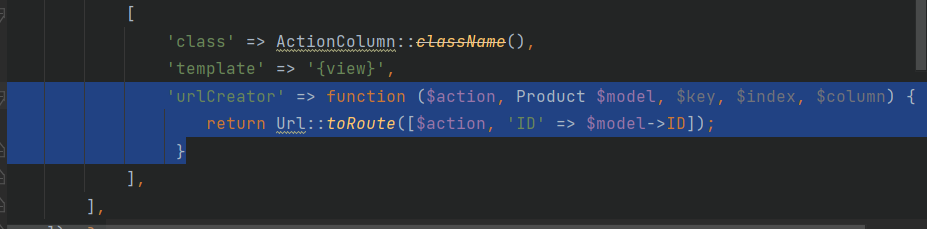 [
'class' => ActionColumn::className(),
'template' => '{view}',
'urlCreator' => function ($action, Product $model, $key, $index, $column) {
return Url::toRoute([$action, 'ID' => $model->ID]);
}
],
],